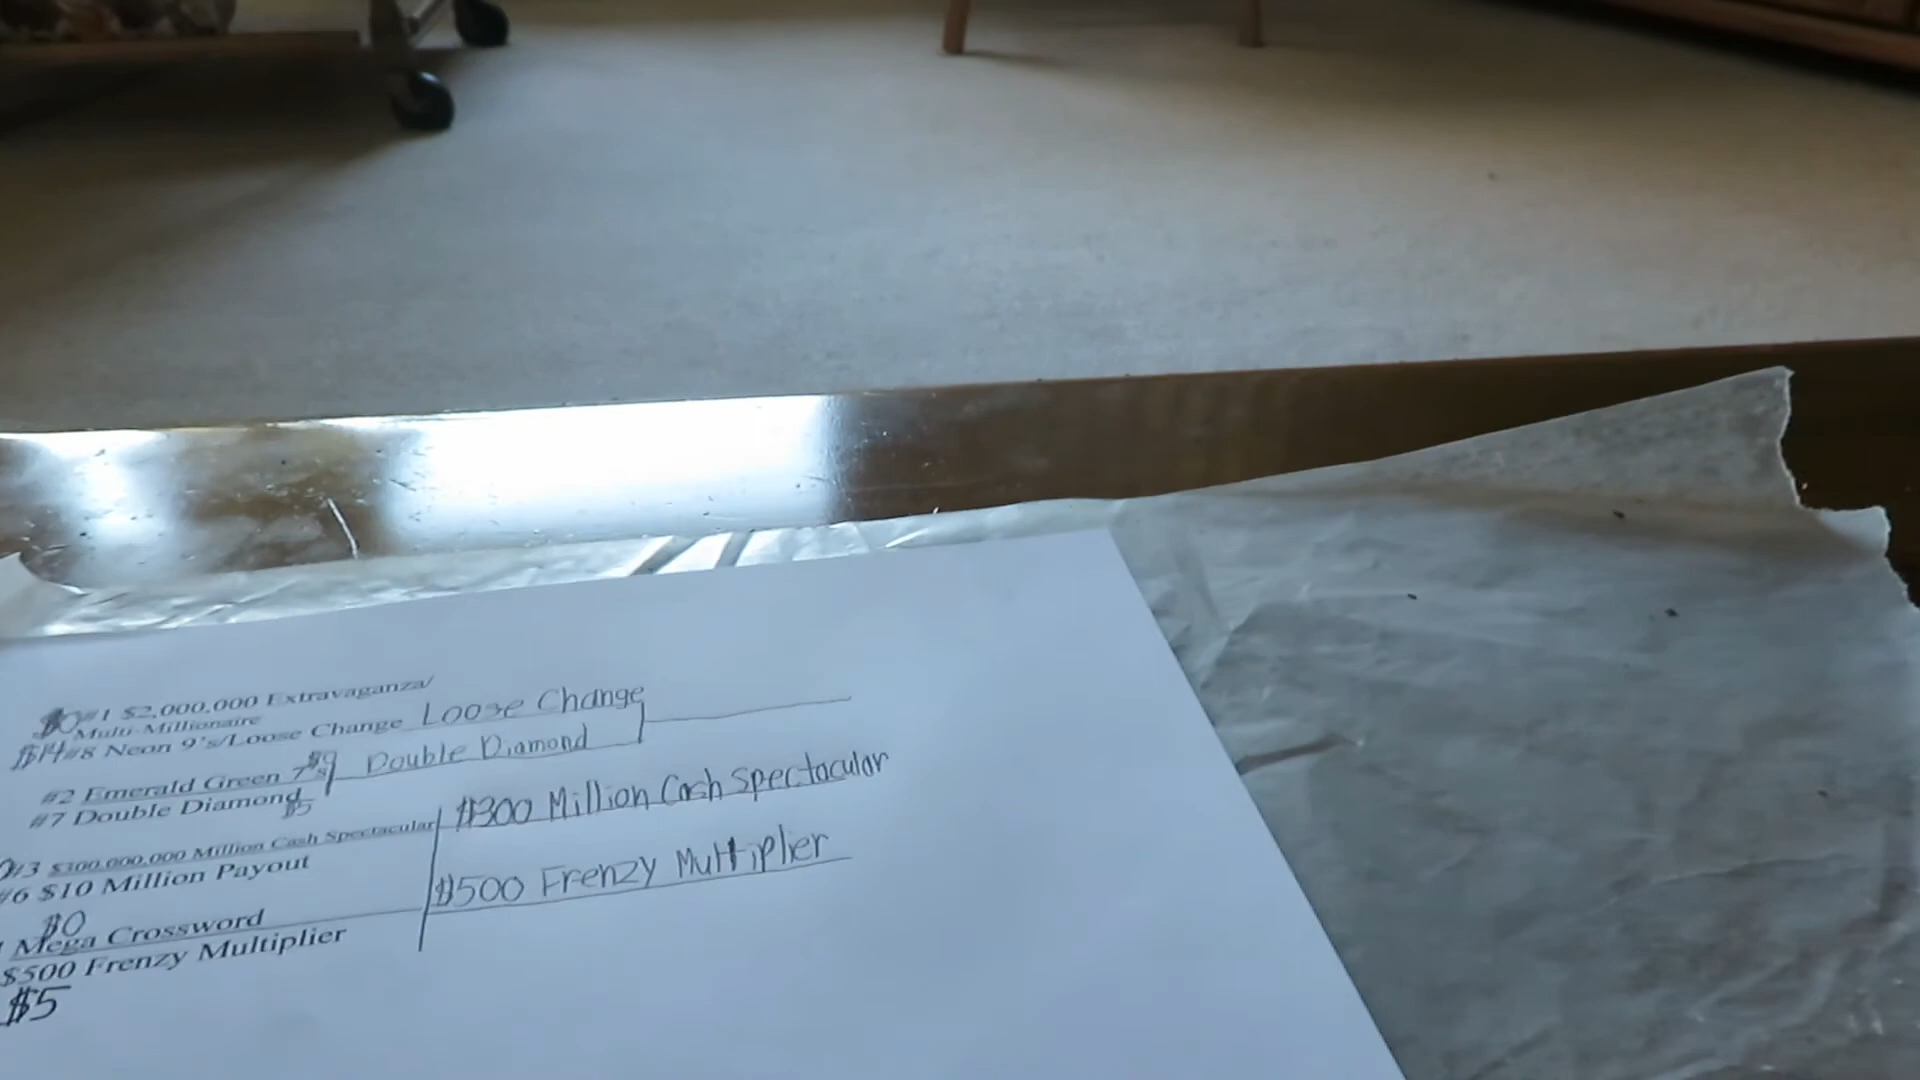 $0 #1 $2,000,000 Extravaganza/
Multi-Millionaire
$14 #8 Neon 9's/Loose Change Loose Change
#2 Emerald Green 7's $9 Double Diamond
#7 Double Diamond
$5
#3 $300,000,000 Million Cash Spectacular $300 Million Cash Spectacular
#6 $10 Million Payout
$0
Mega Crossword $500 Frenzy Multiplier
$500 Frenzy Multiplier
$5